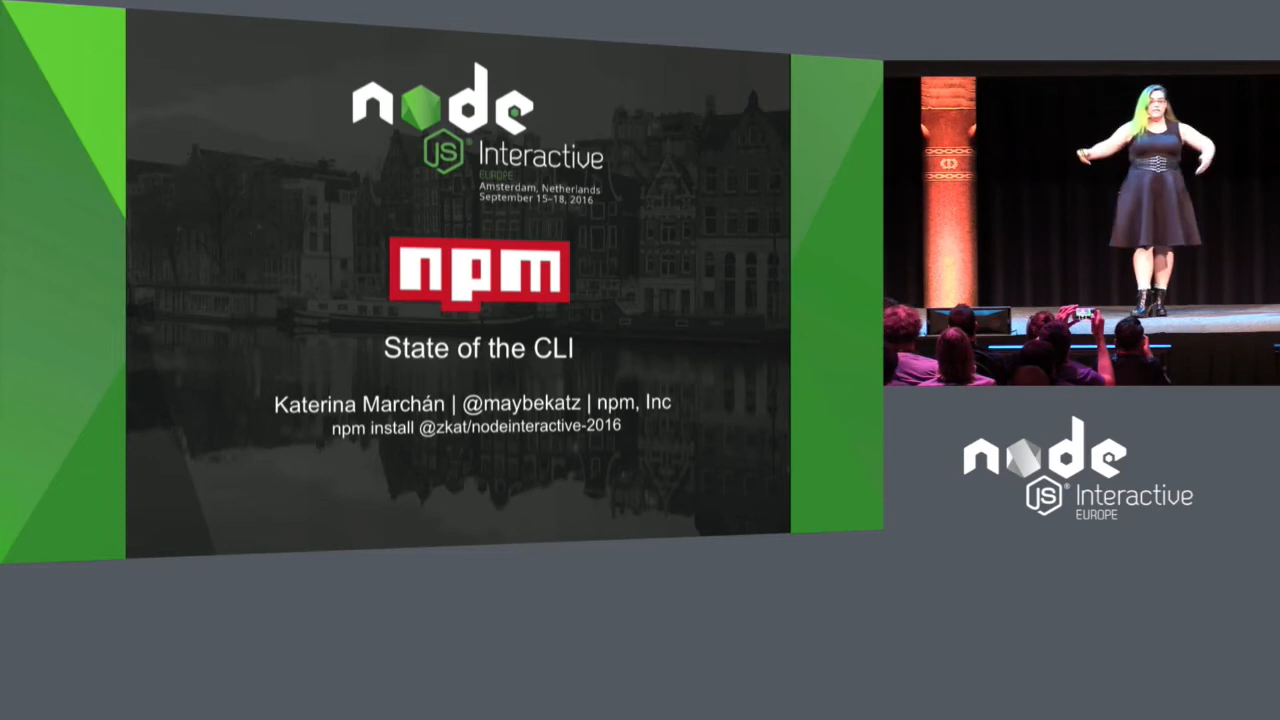 node
JS
Interactive
EUROPE
Amsterdam, Netherlands
September 15–18, 2016
npm
State of the CLI
Katerina Marchán | @maybekatz | npm, Inc
npm install @zkat/nodeinteractive-2016
node
JS
Interactive
EUROPE